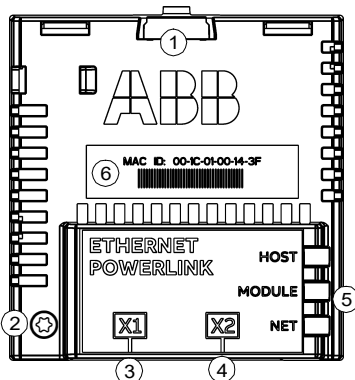 1
ABB
6
MAC ID: 00-1C-01-00-14-3F
ETHERNET
POWERLINK
HOST
MODULE
5
NET
2
X1
X2
3
4